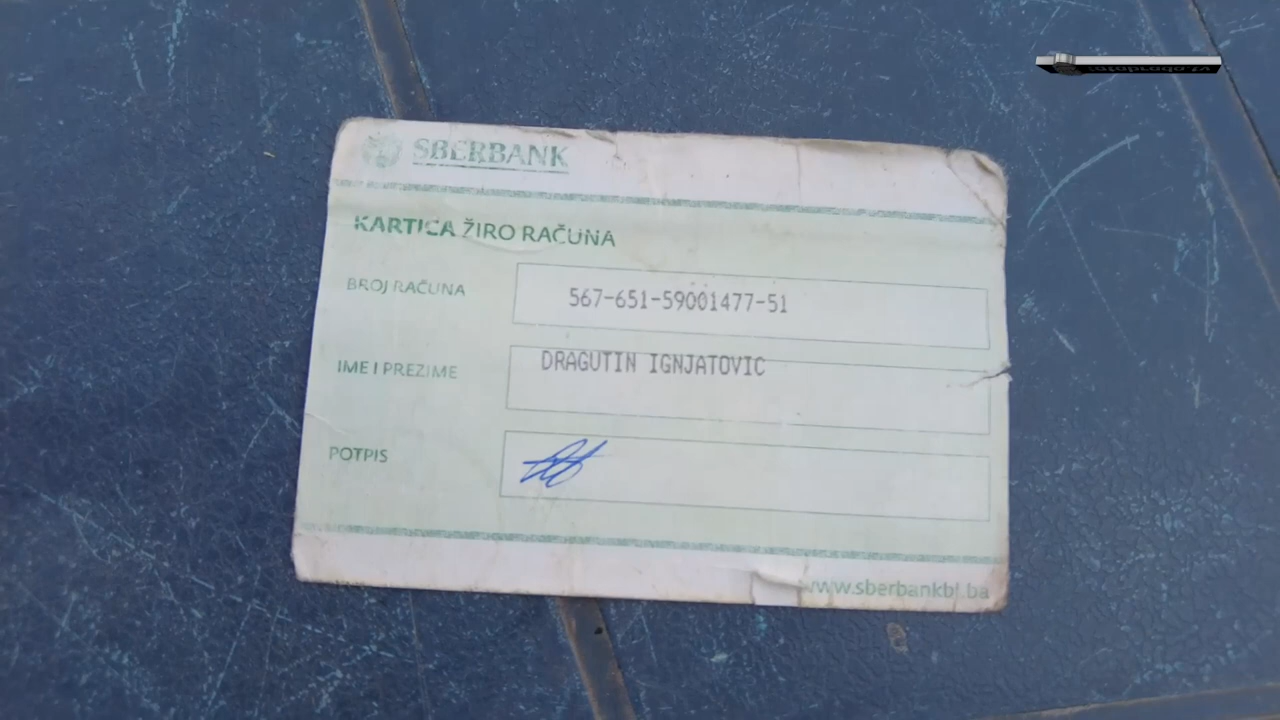 SBERBANK
KARTICA ŽIRO RAČUNA
BROJ RAČUNA 567-651-59001477-51
IME I PREZIME DRAGUTIN IGNJATOVIC
POTPIS
www.sberbankbl.ba